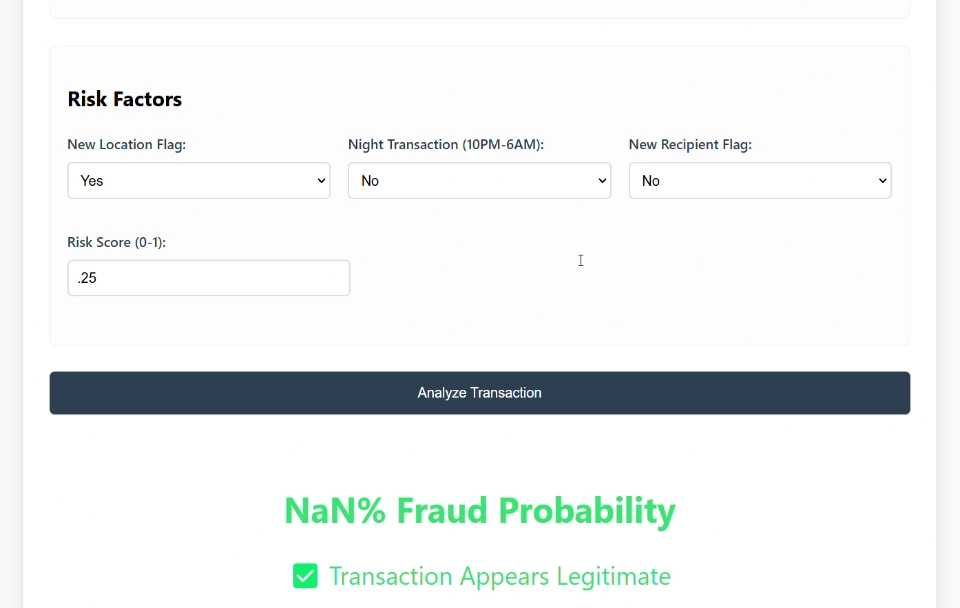 Risk Factors
New Location Flag: Night Transaction (10PM-6AM): New Recipient Flag:
Yes No No
Risk Score (0-1):
.25
Analyze Transaction
NaN% Fraud Probability
✅ Transaction Appears Legitimate